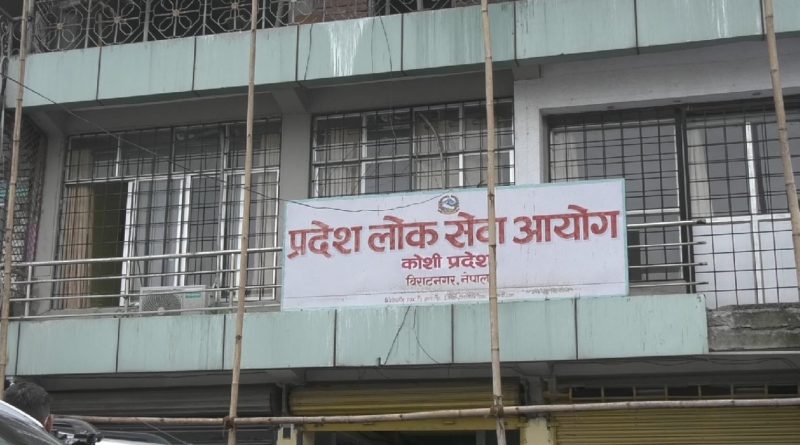 प्रदेश लोक सेवा आयोग
कोशी प्रदेश
विराटनगर, नेपाल